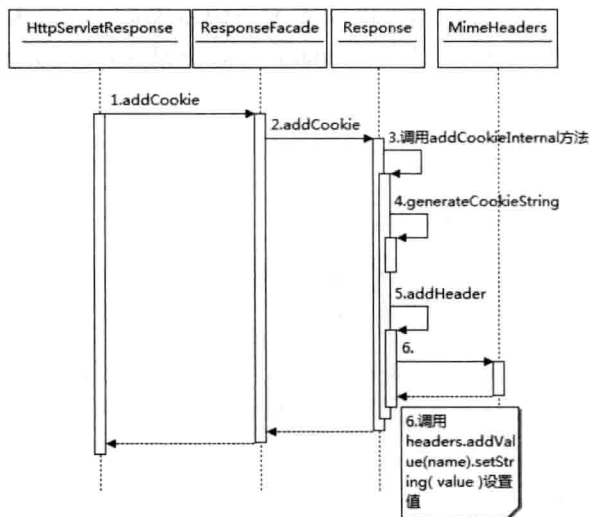 HttpServletResponse
ResponseFacade
Response
MimeHeaders
1.addCookie
2.addCookie
3.调用addCookieInternal方法
4.generateCookieString
5.addHeader
6.
6.调用
headers.addVal
ue(name).setStr
ing( value )设置
值